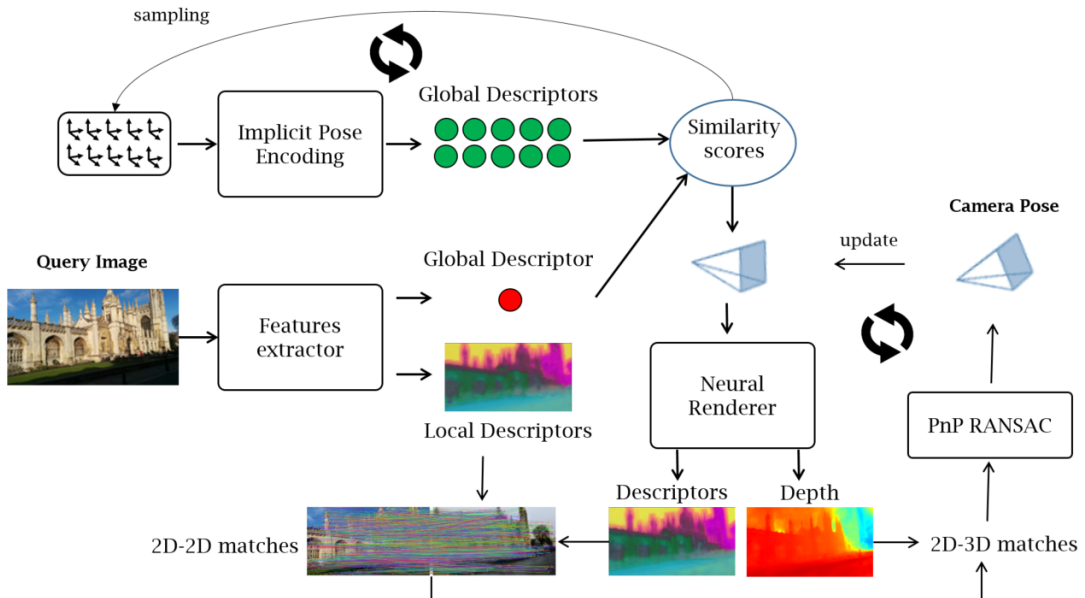 sampling
Global Descriptors
Implicit Pose
Encoding
Similarity
scores
Camera Pose
update
Query Image
Global Descriptor
Features
extractor
Neural
Renderer
PnP RANSAC
Local Descriptors
Descriptors
Depth
2D-2D matches
2D-3D matches